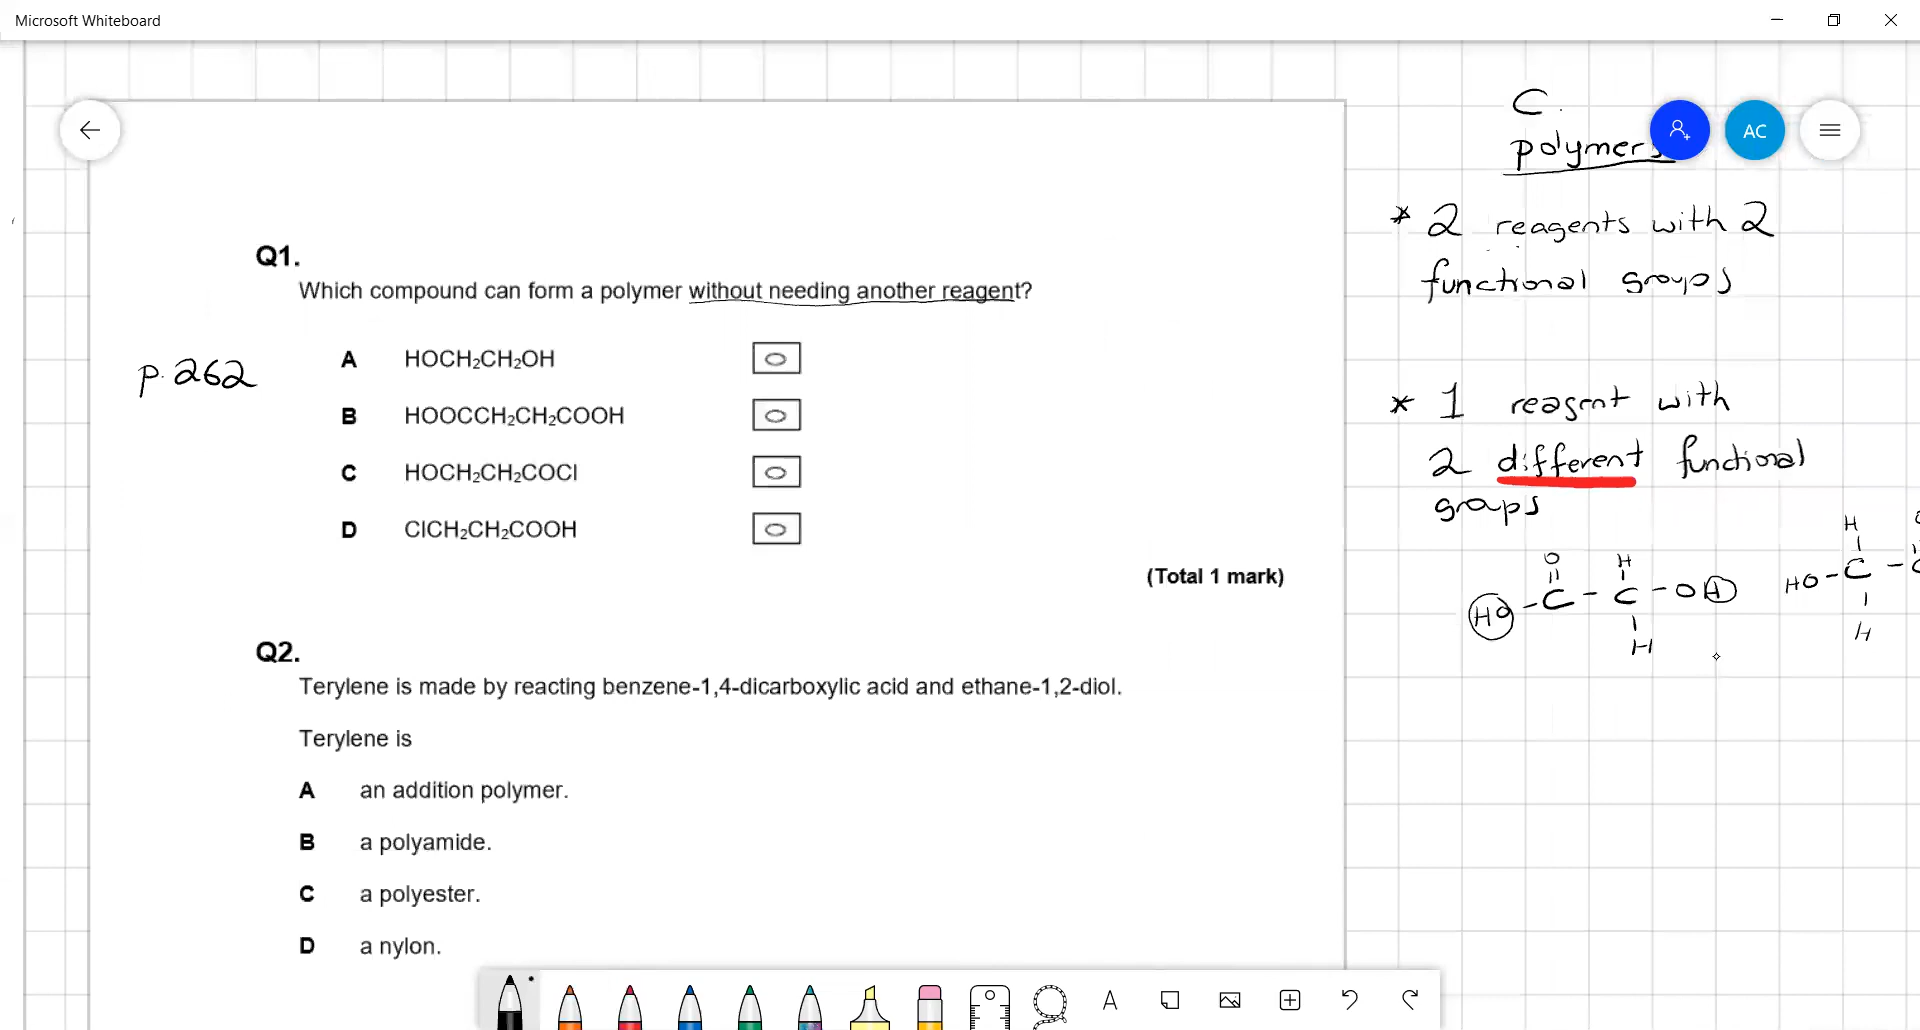 Microsoft Whiteboard
C.
polymers
AC
* 2 reagents with 2
functional groups
Q1.
Which compound can form a polymer without needing another reagent?
p.262
A HOCH₂CH₂OH
B HOOCCH₂CH₂COOH
C HOCH₂CH₂COCl
D ClCH₂CH₂COOH
(Total 1 mark)
* 1 reagent with
2 different functional
groups
O H H
HO - C - C - OH HO - C -
H H
Q2.
Terylene is made by reacting benzene-1,4-dicarboxylic acid and ethane-1,2-diol.
Terylene is
A an addition polymer.
B a polyamide.
C a polyester.
D a nylon.